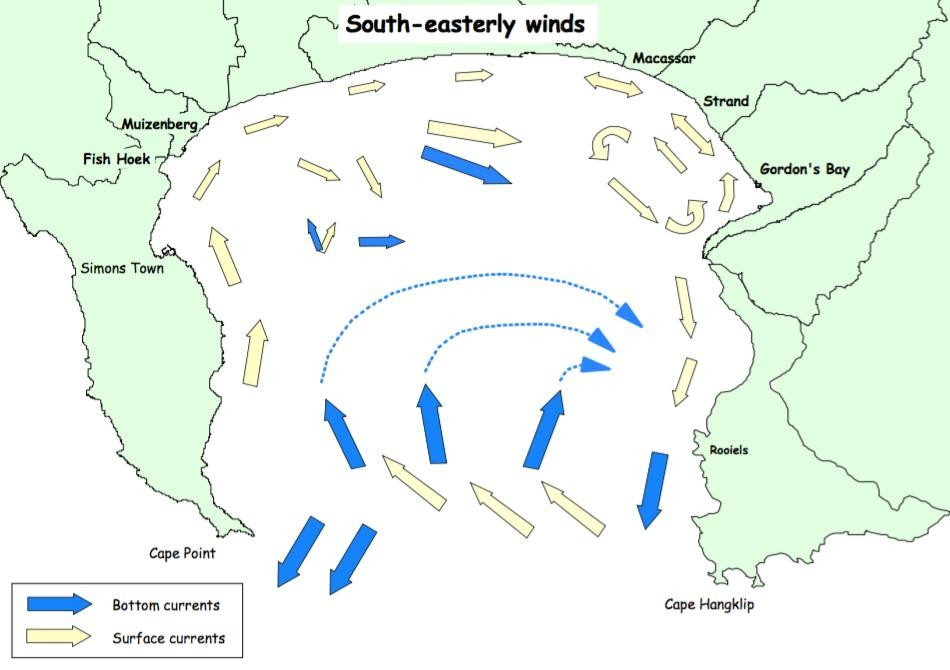 South-easterly winds
Macassar
Strand
Muizenberg
Fish Hoek
Gordon's Bay
Simons Town
Rooiels
Cape Point
Cape Hangklip
Bottom currents
Surface currents